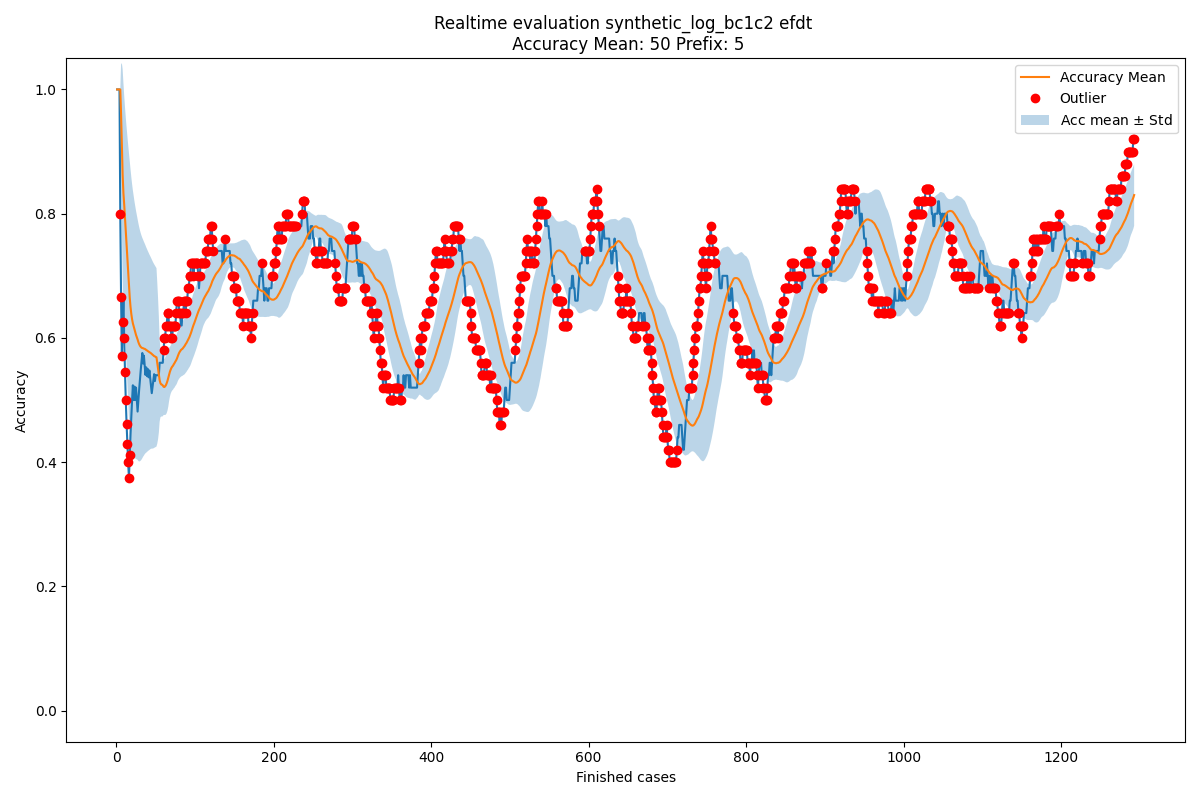 Realtime evaluation synthetic_log_bc1c2 efdt
Accuracy Mean: 50 Prefix: 5
Accuracy Mean
Outlier
Acc mean ± Std
Accuracy
1.0
0.8
0.6
0.4
0.2
0.0
0 200 400 600 800 1000 1200
Finished cases